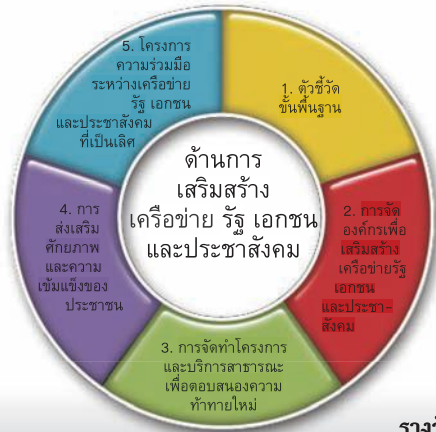 ด้านการ
เสริมสร้าง
เครือข่าย รัฐ เอกชน
และประชาสังคม
1. ตัวชี้วัด
ขั้นพื้นฐาน
2. การจัด
องค์กรเพื่อ
เสริมสร้าง
เครือข่ายรัฐ
เอกชน
และประชา-
สังคม
3. การจัดทำโครงการ
และบริการสาธารณะ
เพื่อตอบสนองความ
ท้าทายใหม่
4. การ
ส่งเสริม
ศักยภาพ
และความ
เข้มแข็งของ
ประชาชน
5. โครงการ
ความร่วมมือ
ระหว่างเครือข่าย
รัฐ เอกชน
และประชาสังคม
ที่เป็นเลิศ